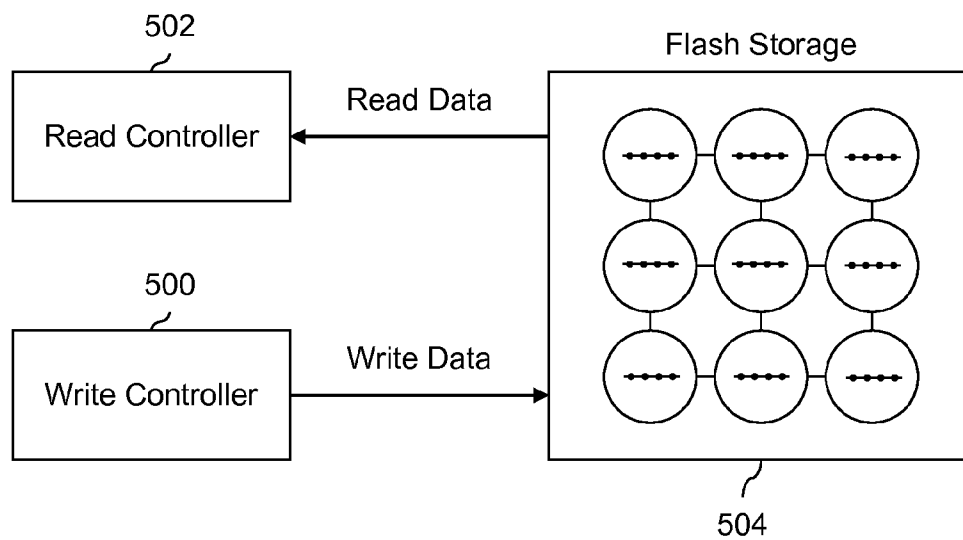 502
Flash Storage
Read Controller
Read Data
500
Write Controller
Write Data
504